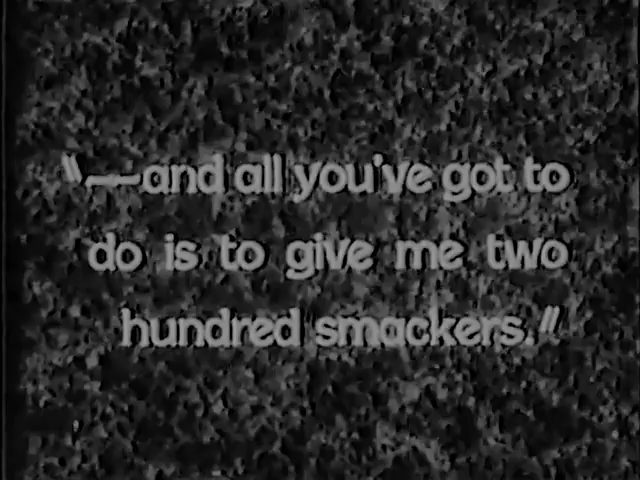 "—and all you've got to
do is to give me two
hundred smackers."